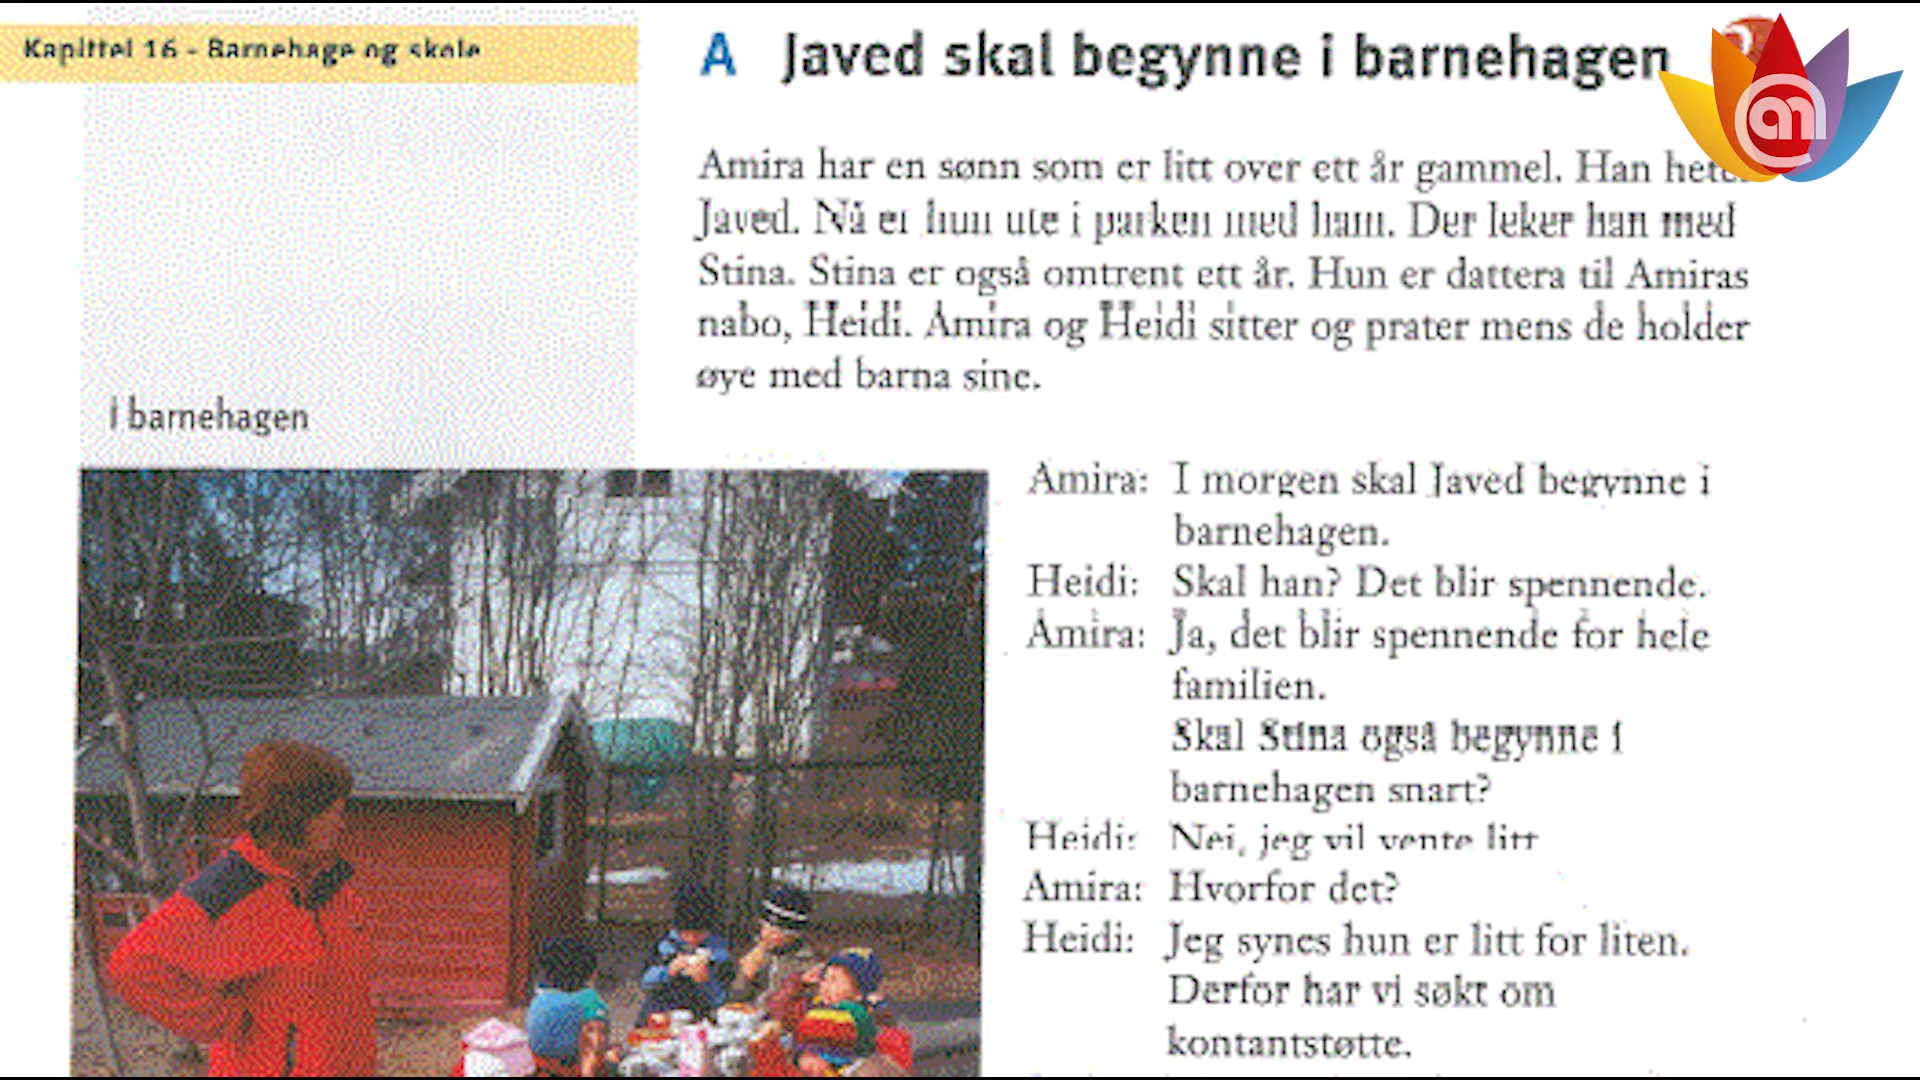 Kapittel 16 - Barnehage og skole
A Javed skal begynne i barnehagen
Amira har en sønn som er litt over ett år gammel. Han heter
Javed. Nå er hun ute i parken med ham. Der leker han med
Stina. Stina er også omtrent ett år. Hun er dattera til Amiras
nabo, Heidi. Amira og Heidi sitter og prater mens de holder
øye med barna sine.
i barnehagen
Amira: I morgen skal Javed begynne i
barnehagen.
Heidi: Skal han? Det blir spennende.
Amira: Ja, det blir spennende for hele
familien.
Skal Stina også begynne i
barnehagen snart?
Heidi: Nei, jeg vil vente litt
Amira: Hvorfor det?
Heidi: Jeg synes hun er litt for liten.
Derfor har vi søkt om
kontantstøtte.